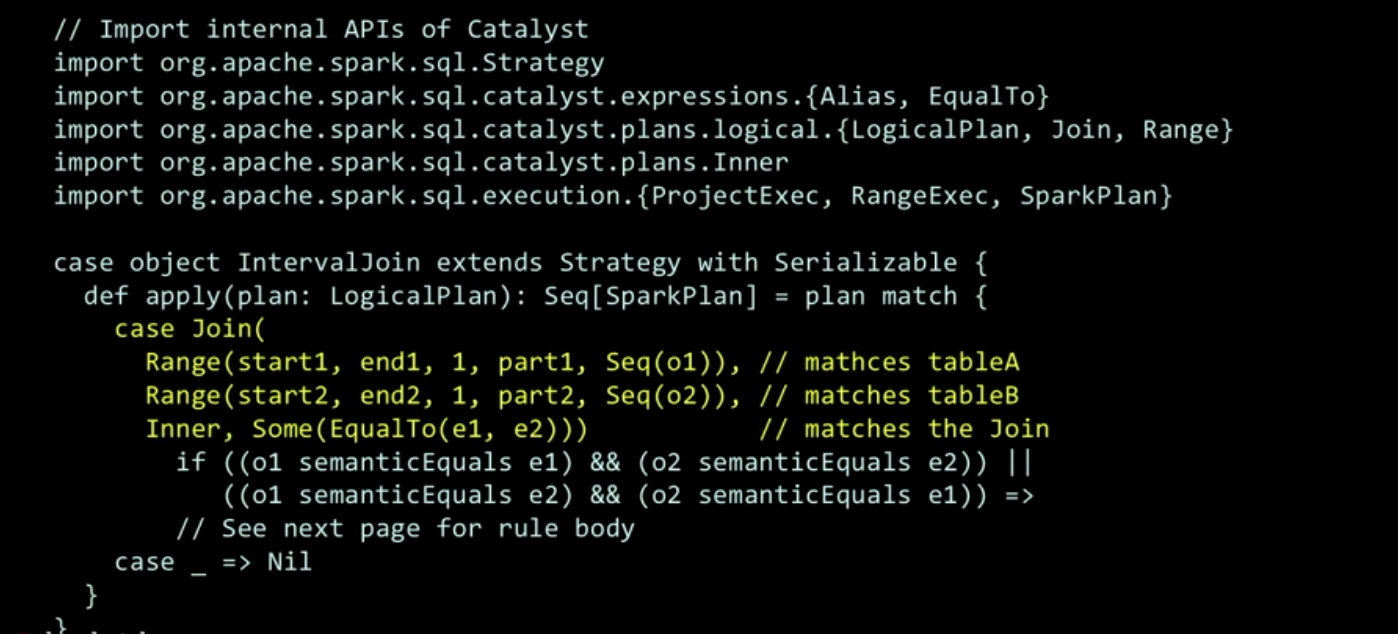 // Import internal APIs of Catalyst
import org.apache.spark.sql.Strategy
import org.apache.spark.sql.catalyst.expressions.{Alias, EqualTo}
import org.apache.spark.sql.catalyst.plans.logical.{LogicalPlan, Join, Range}
import org.apache.spark.sql.catalyst.plans.Inner
import org.apache.spark.sql.execution.{ProjectExec, RangeExec, SparkPlan}
case object IntervalJoin extends Strategy with Serializable {
def apply(plan: LogicalPlan): Seq[SparkPlan] = plan match {
case Join(
Range(start1, end1, 1, part1, Seq(o1)), // mathces tableA
Range(start2, end2, 1, part2, Seq(o2)), // matches tableB
Inner, Some(EqualTo(e1, e2))) // matches the Join
if ((o1 semanticEquals e1) && (o2 semanticEquals e2)) ||
((o1 semanticEquals e2) && (o2 semanticEquals e1)) =>
// See next page for rule body
case _ => Nil
}
}